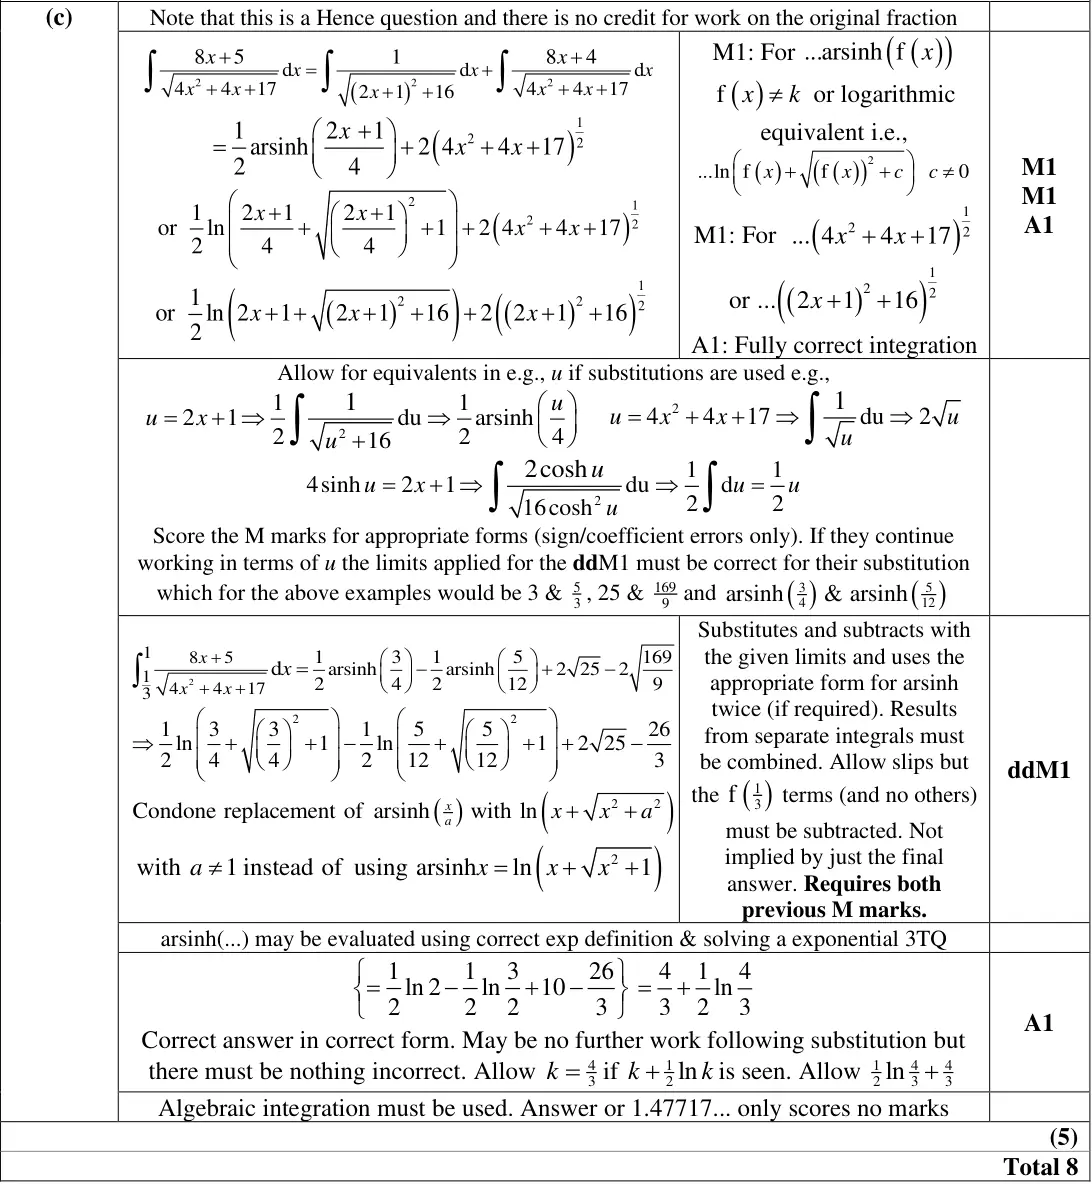 (c) Note that this is a Hence question and there is no credit for work on the original fraction
∫ (8x + 5)/√(4x² + 4x + 17) dx = ∫ 1/√((2x + 1)² + 16) dx + ∫ (8x + 4)/√(4x² + 4x + 17) dx
= 1/2 arsinh((2x + 1)/4) + 2(4x² + 4x + 17)^(1/2)
or 1/2 ln((2x + 1)/4 + √(((2x + 1)/4)² + 1)) + 2(4x² + 4x + 17)^(1/2)
or 1/2 ln(2x + 1 + √((2x + 1)² + 16)) + 2((2x + 1)² + 16)^(1/2)
M1: For ...arsinh(f(x))
f(x) ≠ k or logarithmic
equivalent i.e.,
...ln(f(x) + √((f(x))² + c)) c ≠ 0
M1: For ...(4x² + 4x + 17)^(1/2)
or ...((2x + 1)² + 16)^(1/2)
A1: Fully correct integration
M1
M1
A1
Allow for equivalents in e.g., u if substitutions are used e.g.,
u = 2x + 1 ⇒ 1/2 ∫ 1/√(u² + 16) du ⇒ 1/2 arsinh(u/4) u = 4x² + 4x + 17 ⇒ ∫ 1/√u du ⇒ 2√u
4sinh u = 2x + 1 ⇒ ∫ 2cosh u/√(16cosh² u) du ⇒ 1/2 ∫ du = 1/2 u
Score the M marks for appropriate forms (sign/coefficient errors only). If they continue
working in terms of u the limits applied for the ddM1 must be correct for their substitution
which for the above examples would be 3 & 5/3, 25 & 169/9 and arsinh(3/4) & arsinh(5/12)
∫_(1/3)^1 (8x + 5)/√(4x² + 4x + 17) dx = 1/2 arsinh(3/4) − 1/2 arsinh(5/12) + 2√25 − 2√(169/9)
⇒ 1/2 ln(3/4 + √((3/4)² + 1)) − 1/2 ln(5/12 + √((5/12)² + 1)) + 2√25 − 26/3
Condone replacement of arsinh(x/a) with ln(x + √(x² + a²))
with a ≠ 1 instead of using arsinhx = ln(x + √(x² + 1))
Substitutes and subtracts with
the given limits and uses the
appropriate form for arsinh
twice (if required). Results
from separate integrals must
be combined. Allow slips but
the f(1/3) terms (and no others)
must be subtracted. Not
implied by just the final
answer. Requires both
previous M marks.
ddM1
arsinh(...) may be evaluated using correct exp definition & solving a exponential 3TQ
{= 1/2 ln 2 − 1/2 ln 3/2 + 10 − 26/3} = 4/3 + 1/2 ln 4/3
Correct answer in correct form. May be no further work following substitution but
there must be nothing incorrect. Allow k = 4/3 if k + 1/2 ln k is seen. Allow 1/2 ln 4/3 + 4/3
A1
Algebraic integration must be used. Answer or 1.47717... only scores no marks
(5)
Total 8